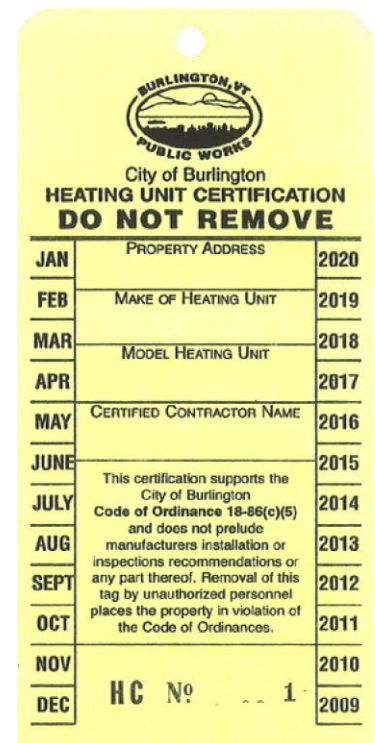 BURLINGTON, VT
PUBLIC WORKS
City of Burlington
HEATING UNIT CERTIFICATION
DO NOT REMOVE
PROPERTY ADDRESS
JAN 2020
MAKE OF HEATING UNIT
FEB 2019
MAR 2018
MODEL HEATING UNIT
APR 2017
CERTIFIED CONTRACTOR NAME
MAY 2016
JUNE 2015
This certification supports the
City of Burlington
Code of Ordinance 18-86(c)(5)
and does not prelude
manufacturers installation or
inspections recommendations or
any part thereof. Removal of this
tag by unauthorized personnel
places the property in violation of
the Code of Ordinances.
JULY 2014
AUG 2013
SEPT 2012
OCT 2011
NOV 2010
HC No 1
DEC 2009